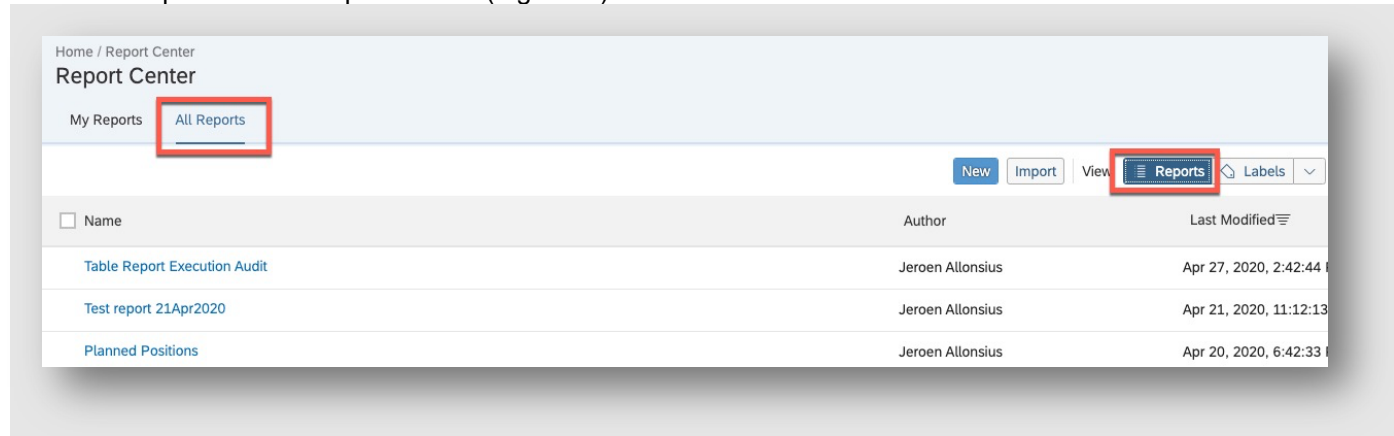 Home / Report Center
Report Center
My Reports All Reports
New Import View Reports Labels
Name Author Last Modified
Table Report Execution Audit Jeroen Allonsius Apr 27, 2020, 2:42:44
Test report 21Apr2020 Jeroen Allonsius Apr 21, 2020, 11:12:13
Planned Positions Jeroen Allonsius Apr 20, 2020, 6:42:33